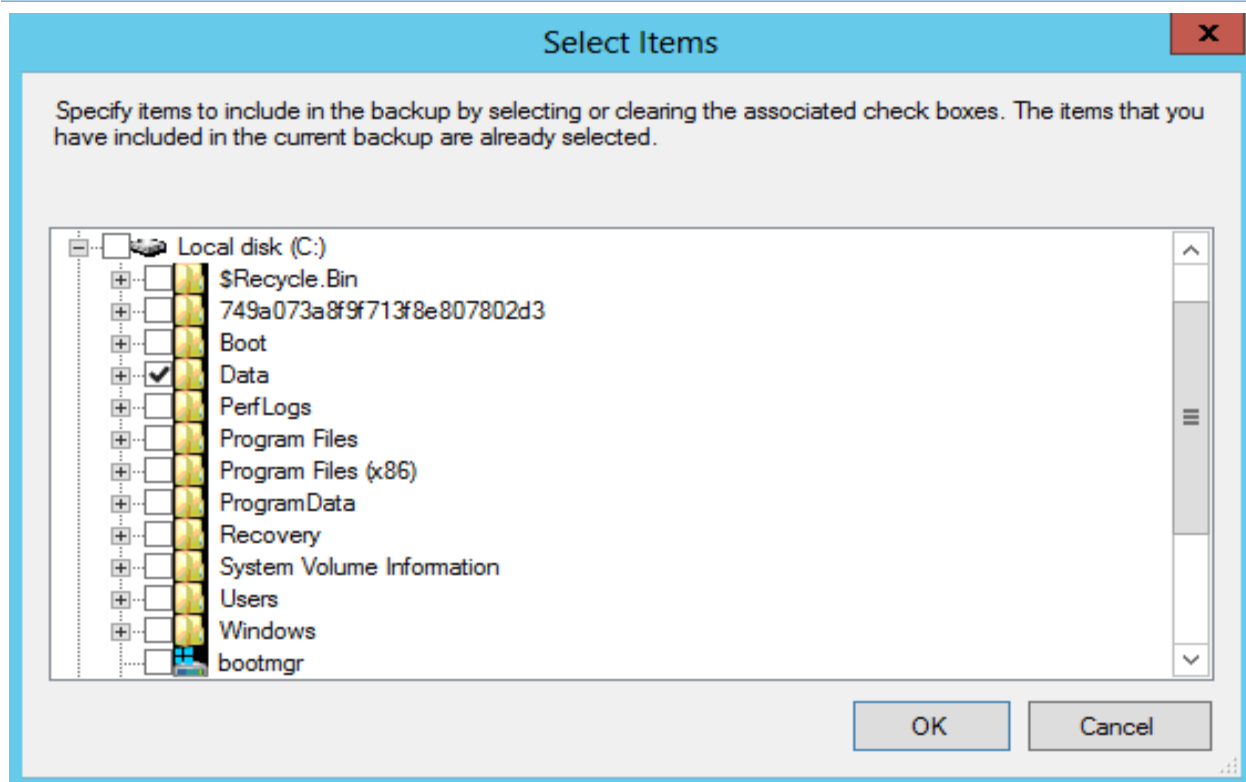 Select Items
x
Specify items to include in the backup by selecting or clearing the associated check boxes. The items that you
have included in the current backup are already selected.
Local disk (C:)
$Recycle.Bin
749a073a8f9f713f8e807802d3
Boot
Data
PerfLogs
Program Files
Program Files (x86)
ProgramData
Recovery
System Volume Information
Users
Windows
bootmgr
OK
Cancel